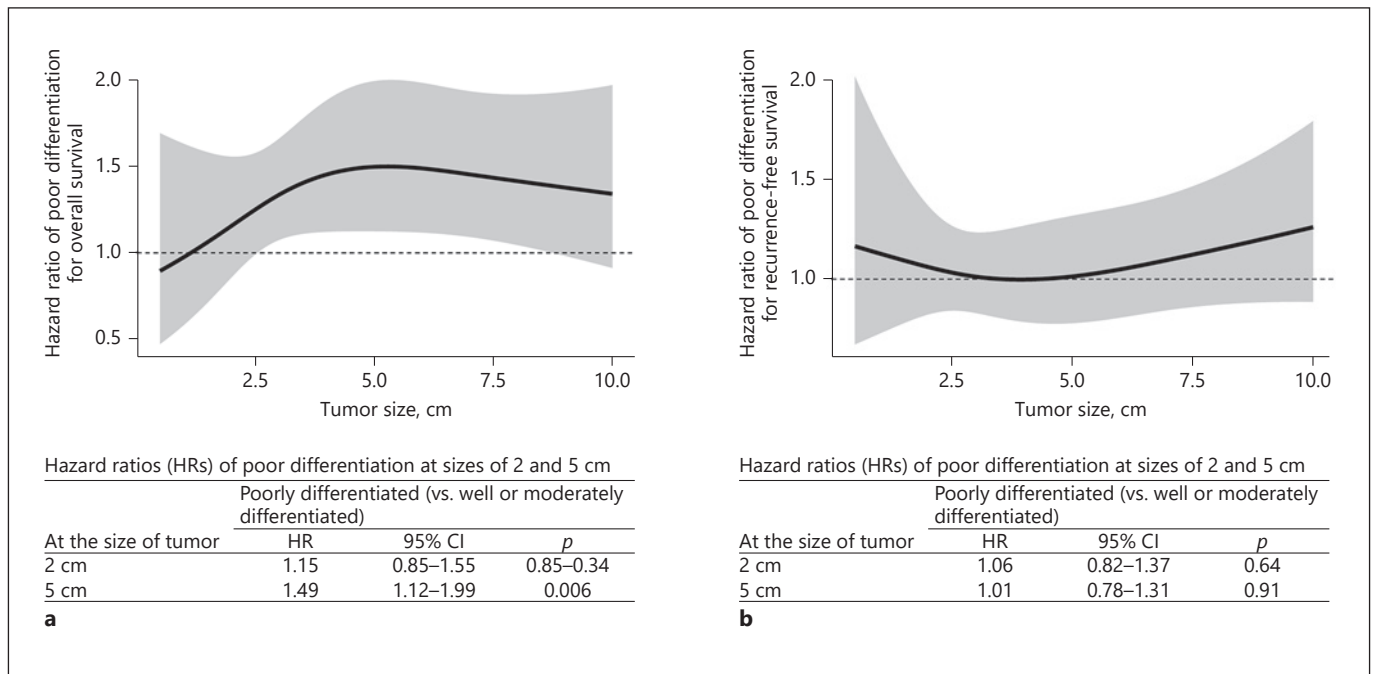 Hazard ratio of poor differentiation
for overall survival
2.0
1.5
1.0
0.5
2.5 5.0 7.5 10.0
Tumor size, cm
Hazard ratios (HRs) of poor differentiation at sizes of 2 and 5 cm
Poorly differentiated (vs. well or moderately
differentiated)
At the size of tumor HR 95% CI p
2 cm 1.15 0.85–1.55 0.85–0.34
5 cm 1.49 1.12–1.99 0.006
a
Hazard ratio of poor differentiation
for recurrence-free survival
2.0
1.5
1.0
2.5 5.0 7.5 10.0
Tumor size, cm
Hazard ratios (HRs) of poor differentiation at sizes of 2 and 5 cm
Poorly differentiated (vs. well or moderately
differentiated)
At the size of tumor HR 95% CI p
2 cm 1.06 0.82–1.37 0.64
5 cm 1.01 0.78–1.31 0.91
b